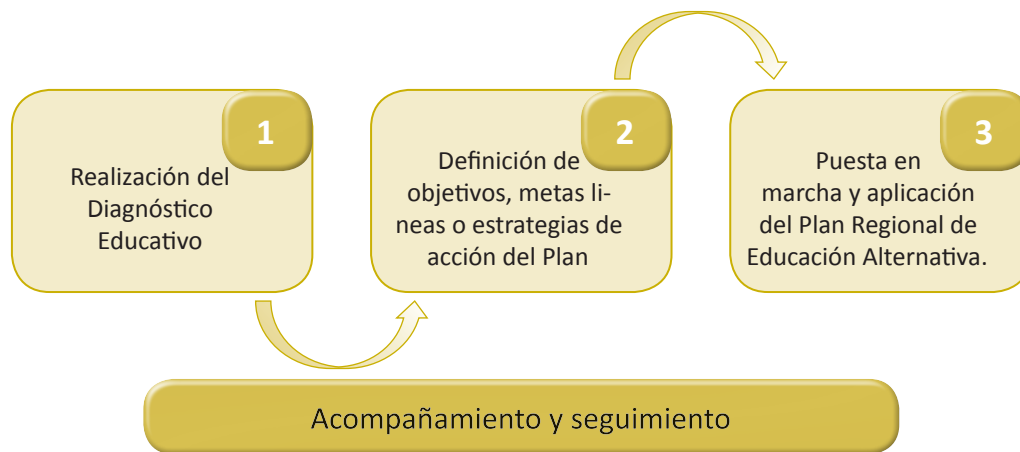 1
Realización del
Diagnóstico
Educativo
2
Definición de
objetivos, metas li-
neas o estrategias de
acción del Plan
3
Puesta en
marcha y aplicación
del Plan Regional de
Educación Alternativa.
Acompañamiento y seguimiento